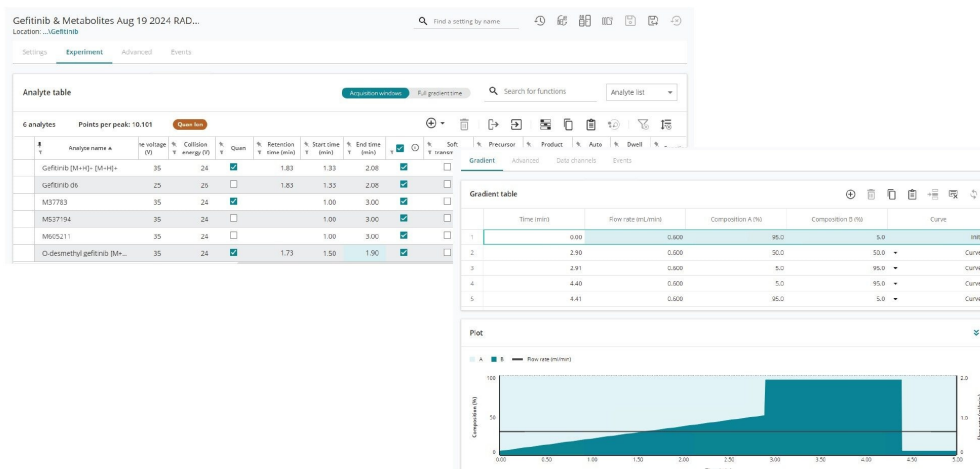 Gefitinib & Metabolites Aug 19 2024 RAD...
Location: ...\Gefitinib
Find a setting by name
Settings Experiment Advanced Events
Analyte table
Acquisition windows Full gradient time
Search for functions
Analyte list
6 analytes Points per peak: 10.101 Quan Ion
Analyte name ne voltage (V) Collision energy (V) Quan Retention time (min) Start time (min) End time (min) Soft transm Precursor Product Auto Dwell
Gefitinib [M+H]+ [M+H]+ 35 24 1.83 1.33 2.08
Gefitinib d6 25 26 1.83 1.33 2.08
M37783 35 24 1.00 3.00
M537194 35 24 1.00 3.00
M605211 35 24 1.00 3.00
O-desmethyl gefitinib [M+... 35 24 1.73 1.50 1.90
Gradient Advanced Data channels Events
Gradient table
Time (min) Flow rate (mL/min) Composition A (%) Composition B (%) Curve
1 0.00 0.600 95.0 5.0 Init
2 2.90 0.600 50.0 50.0 Curve
3 2.91 0.600 5.0 95.0 Curve
4 4.40 0.600 5.0 95.0 Curve
5 4.41 0.600 95.0 5.0 Curve
Plot
A B Flow rate (ml/min)
100 2.0
Composition (%)
50 1.0
0 0
0.00 0.50 1.00 1.50 2.00 2.50 3.00 3.50 4.00 4.50 5.00